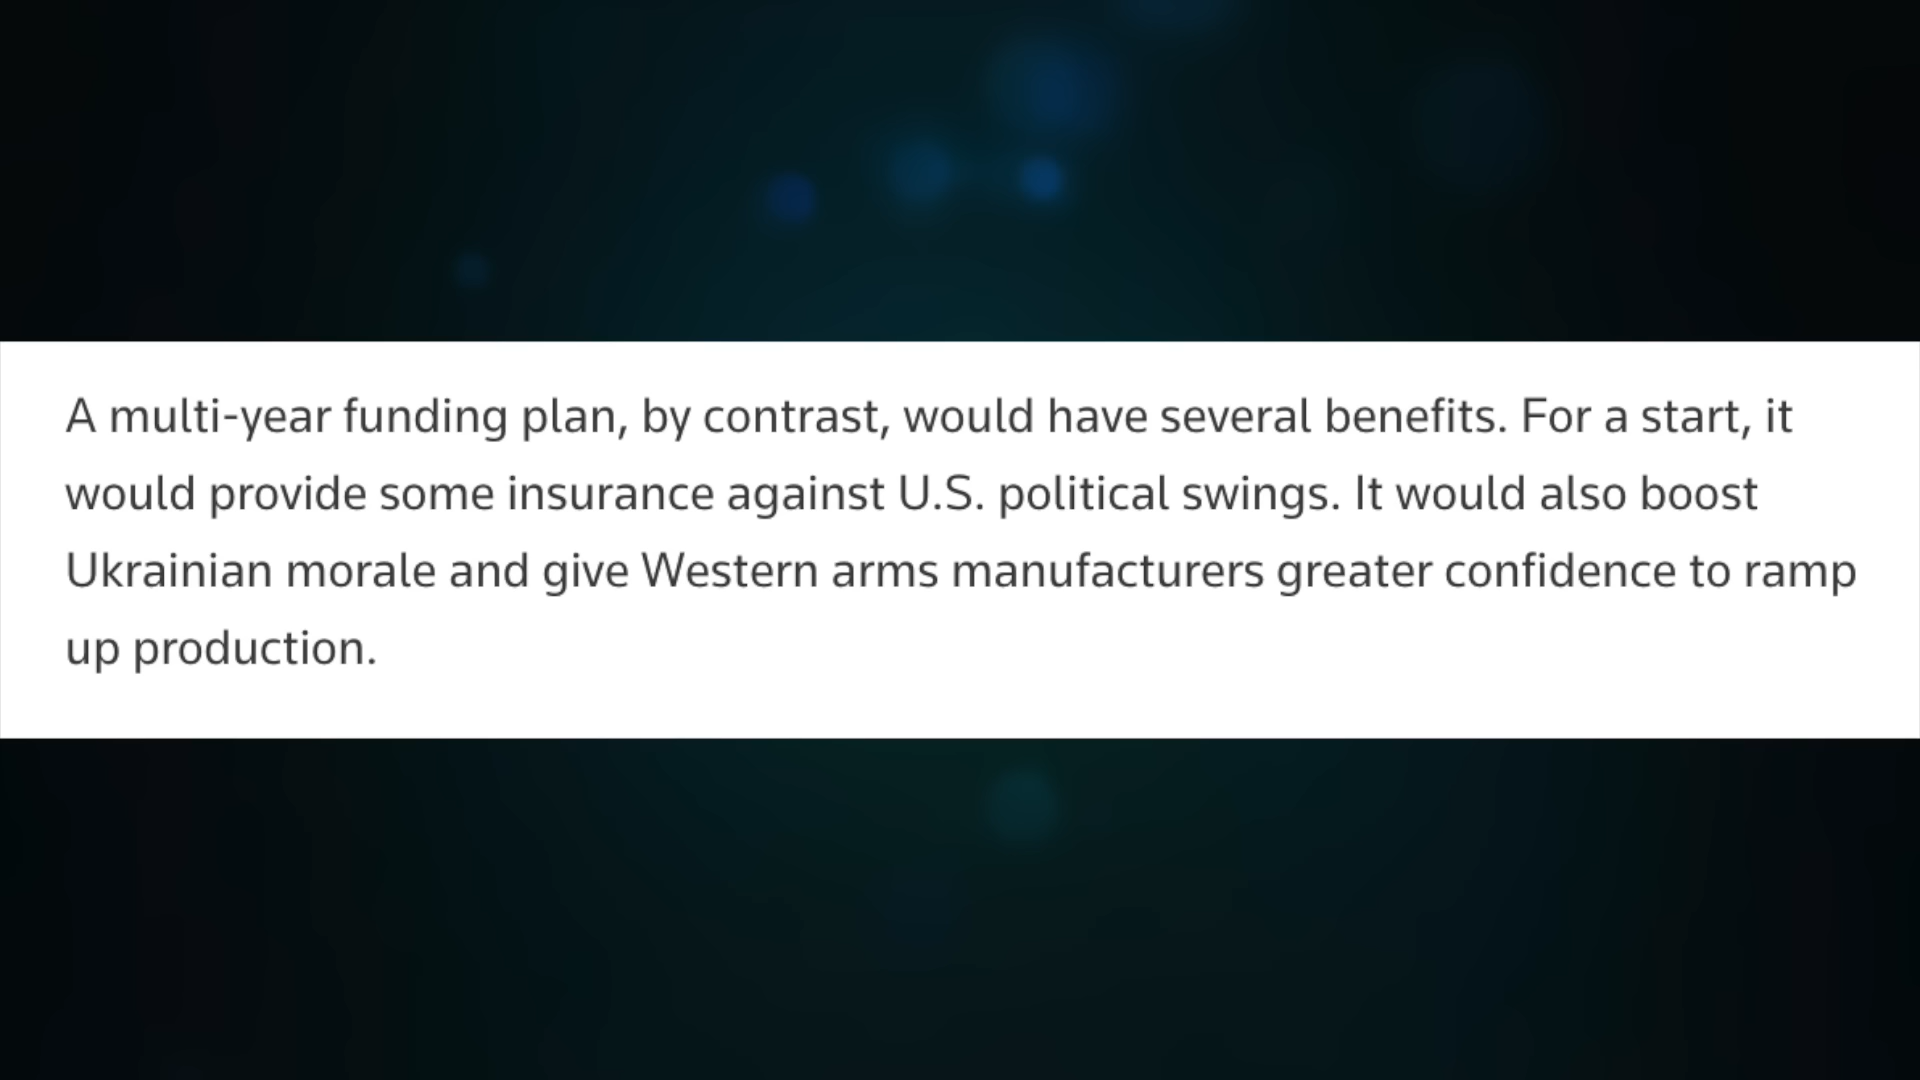 A multi-year funding plan, by contrast, would have several benefits. For a start, it
would provide some insurance against U.S. political swings. It would also boost
Ukrainian morale and give Western arms manufacturers greater confidence to ramp
up production.